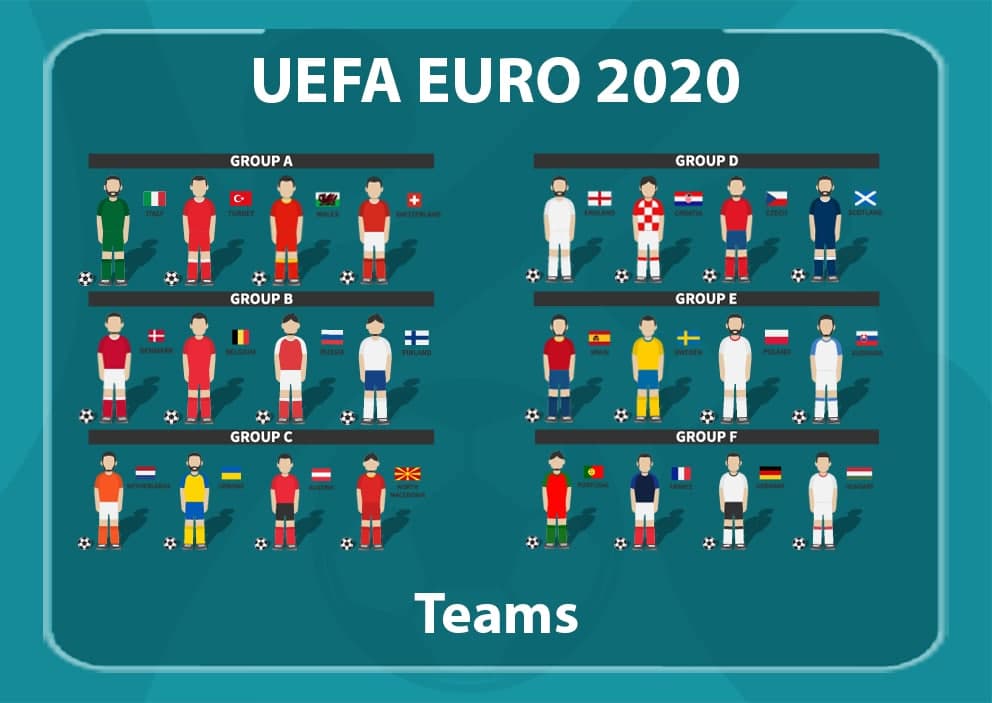 UEFA EURO 2020
GROUP A
ITALY
TURKEY
WALES
SWITZERLAND
GROUP B
DENMARK
BELGIUM
RUSSIA
FINLAND
GROUP C
NETHERLANDS
UKRAINE
AUSTRIA
NORTH
MACEDONIA
GROUP D
ENGLAND
CROATIA
CZECH
SCOTLAND
GROUP E
SPAIN
SWEDEN
POLAND
SLOVAKIA
GROUP F
PORTUGAL
FRANCE
GERMANY
HUNGARY
Teams